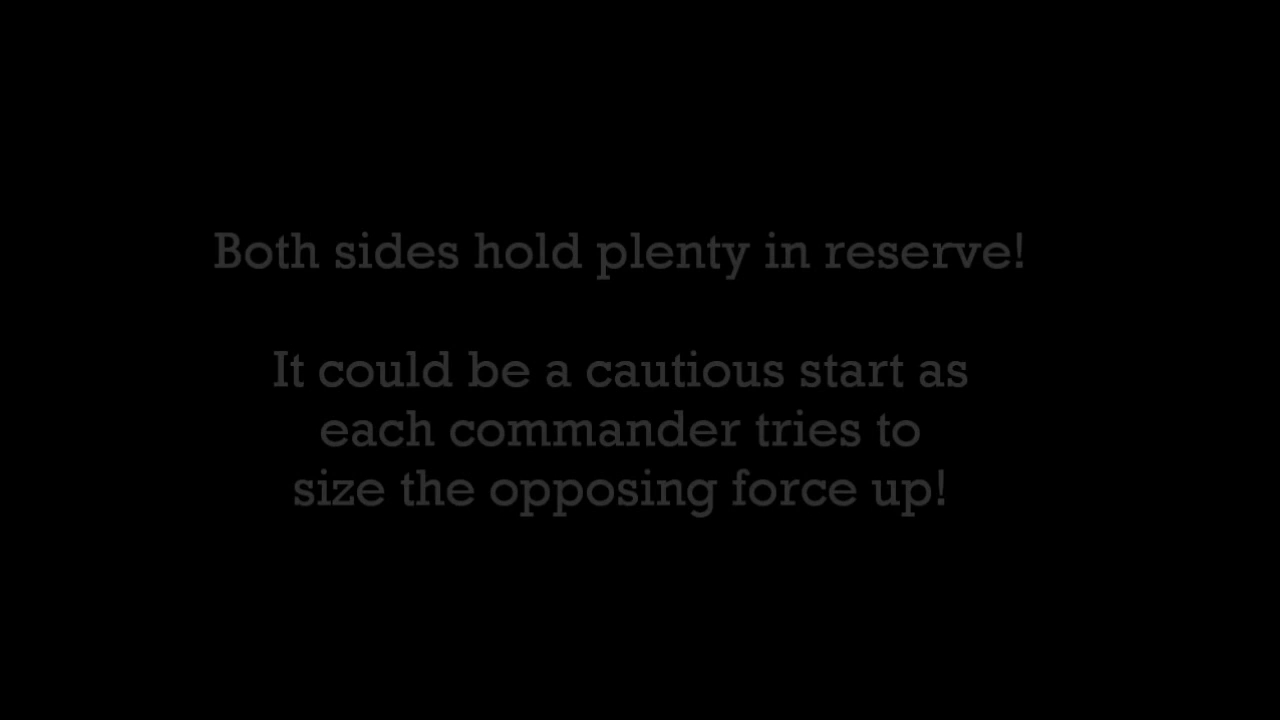 Both sides hold plenty in reserve!
It could be a cautious start as
each commander tries to
size the opposing force up!